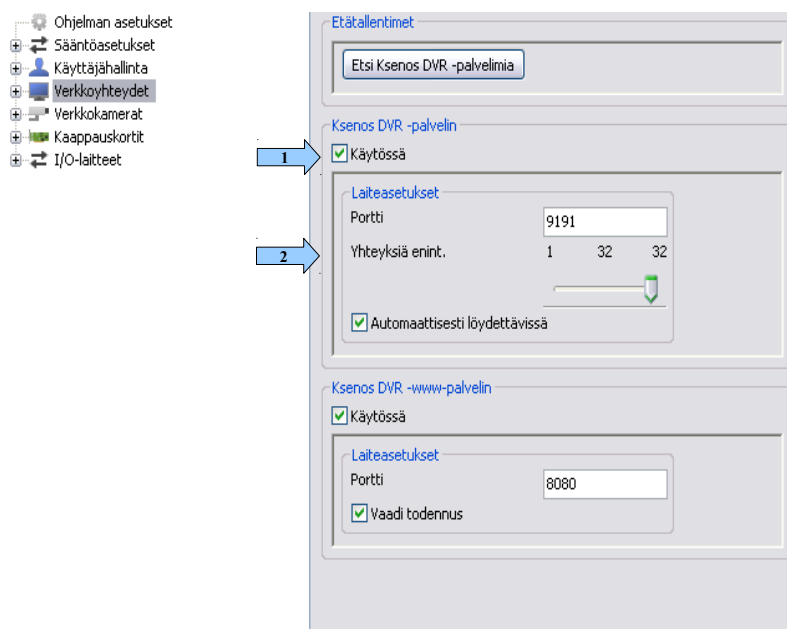 Ohjelman asetukset
Sääntöasetukset
Käyttäjähallinta
Verkkoyhteydet
Verkkokamerat
Kaappauskortit
I/O-laitteet
Etätallentimet
Etsi Ksenos DVR -palvelimia
Ksenos DVR -palvelin
1
Käytössä
Laiteasetukset
Portti 9191
2
Yhteyksiä enint. 1 32 32
Automaattisesti löydettävissä
Ksenos DVR -www-palvelin
Käytössä
Laiteasetukset
Portti 8080
Vaadi todennus